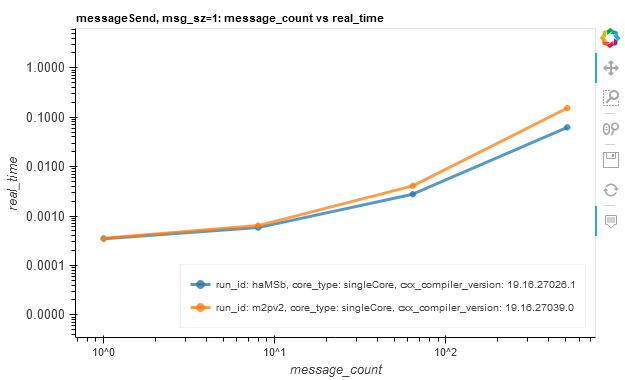 messageSend, msg_sz=1: message_count vs real_time
1.0000
0.1000
0.0100
0.0010
0.0001
0.0000
real_time
run_id: haMSb, core_type: singleCore, cxx_compiler_version: 19.16.27026.1
run_id: m2pv2, core_type: singleCore, cxx_compiler_version: 19.16.27039.0
10^0 10^1 10^2
message_count